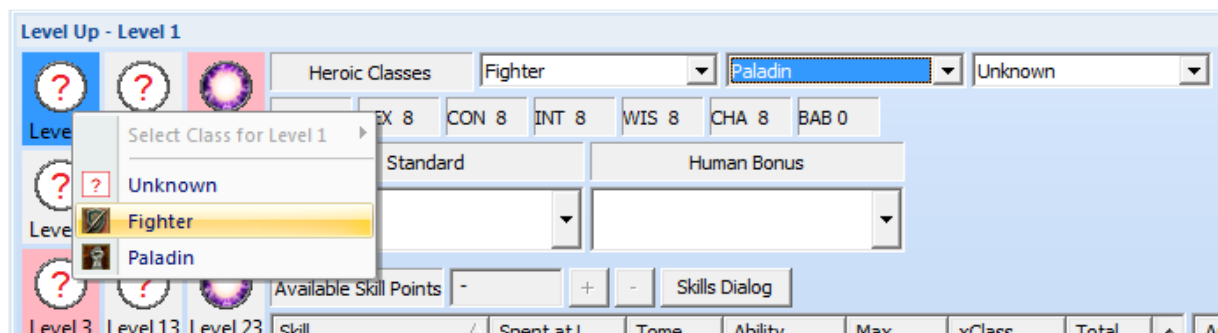 Level Up - Level 1
Heroic Classes Fighter Paladin Unknown
EX 8 CON 8 INT 8 WIS 8 CHA 8 BAB 0
Select Class for Level 1
Standard Human Bonus
? Unknown
Fighter
Paladin
Available Skill Points - + - Skills Dialog
Level 3 Level 13 Level 23 Skill Spent at L Tome Ability Max xClass Total